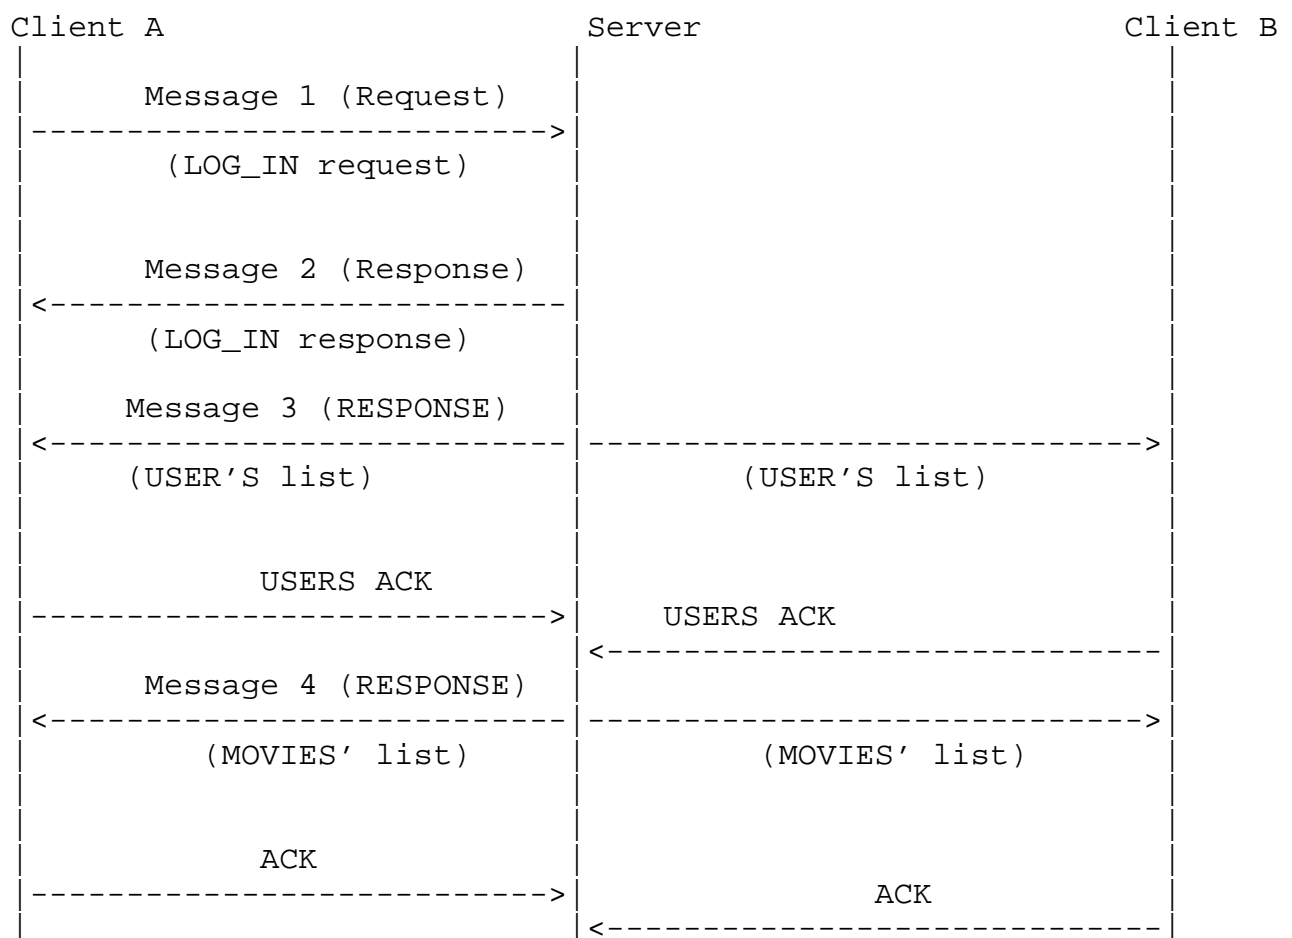 Client A Server Client B
Message 1 (Request)
(LOG_IN request)
Message 2 (Response)
(LOG_IN response)
Message 3 (RESPONSE)
(USER'S list) (USER'S list)
USERS ACK
USERS ACK
Message 4 (RESPONSE)
(MOVIES' list) (MOVIES' list)
ACK
ACK